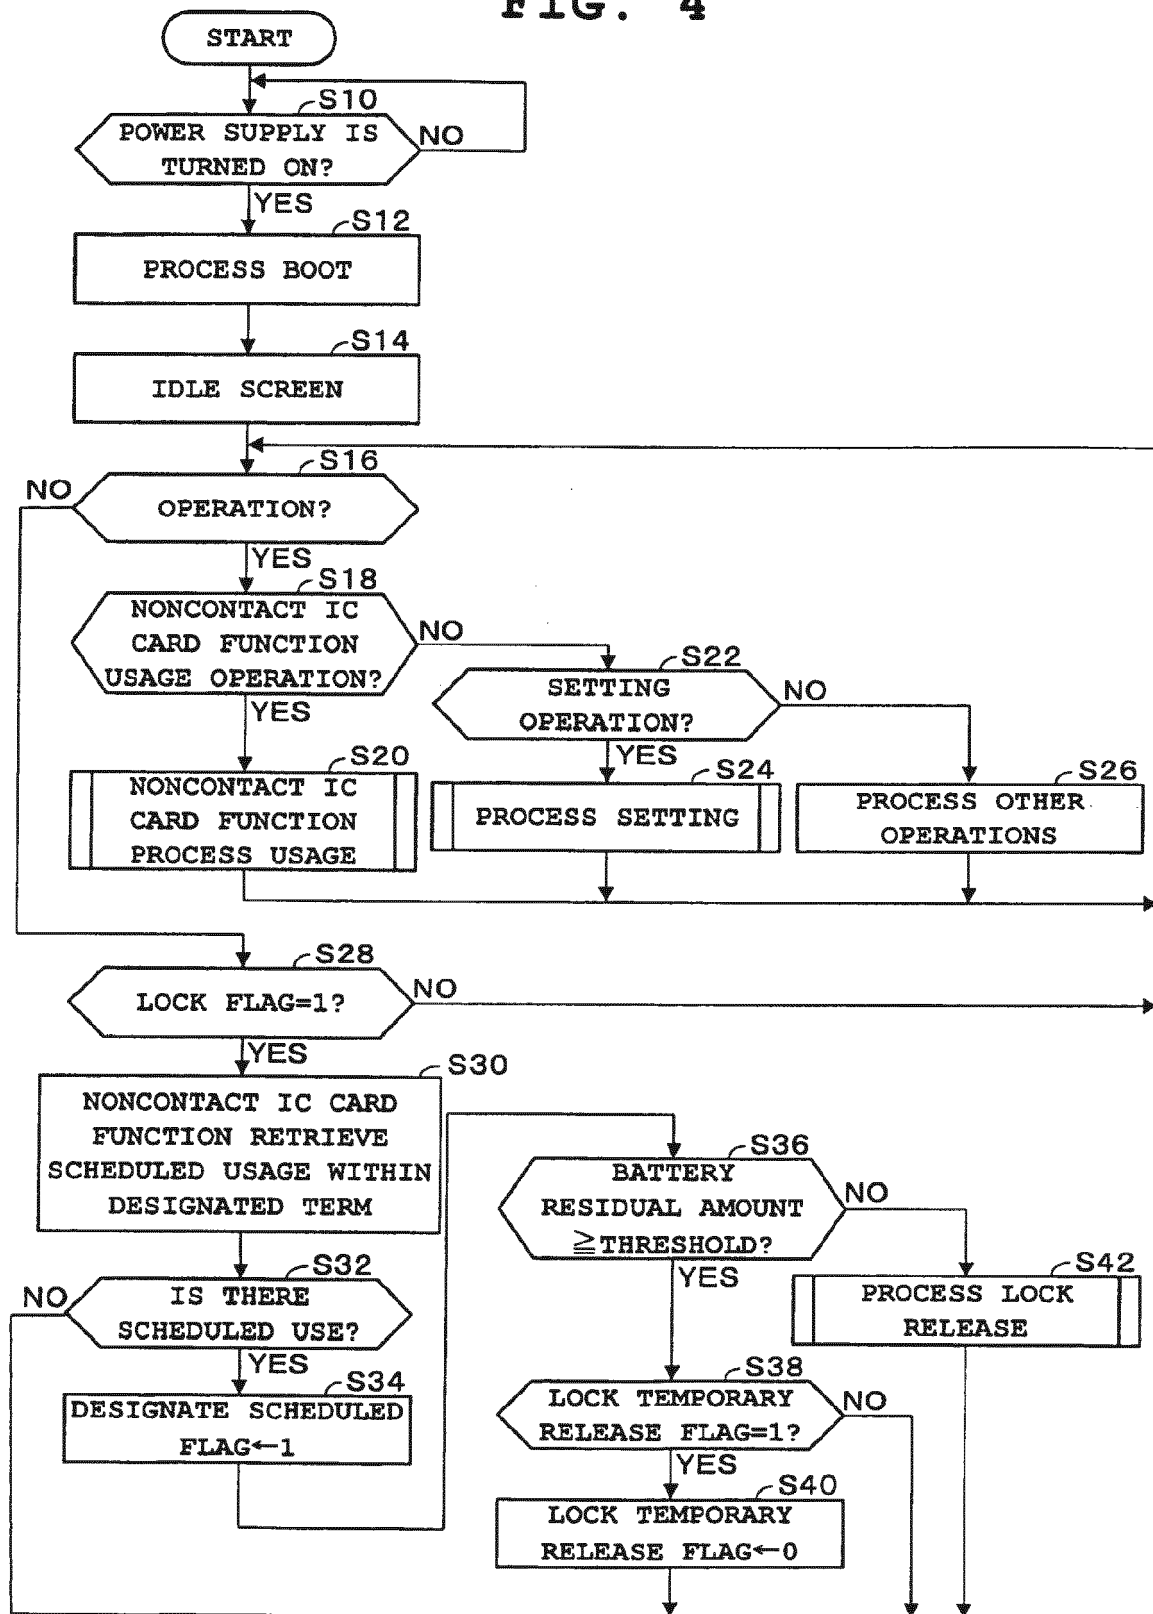 FIG. 4
START
S10
POWER SUPPLY IS
TURNED ON?
NO
YES
S12
PROCESS BOOT
S14
IDLE SCREEN
S16
NO
OPERATION?
YES
S18
NONCONTACT IC
CARD FUNCTION
USAGE OPERATION?
NO
YES
S22
SETTING
OPERATION?
NO
YES
S20
NONCONTACT IC
CARD FUNCTION
PROCESS USAGE
S24
PROCESS SETTING
S26
PROCESS OTHER
OPERATIONS
S28
LOCK FLAG=1?
NO
YES
S30
NONCONTACT IC CARD
FUNCTION RETRIEVE
SCHEDULED USAGE WITHIN
DESIGNATED TERM
S32
NO
IS THERE
SCHEDULED USE?
YES
S34
DESIGNATE SCHEDULED
FLAG←1
S36
BATTERY
RESIDUAL AMOUNT
≧THRESHOLD?
NO
YES
S42
PROCESS LOCK
RELEASE
S38
LOCK TEMPORARY
RELEASE FLAG=1?
NO
YES
S40
LOCK TEMPORARY
RELEASE FLAG←0